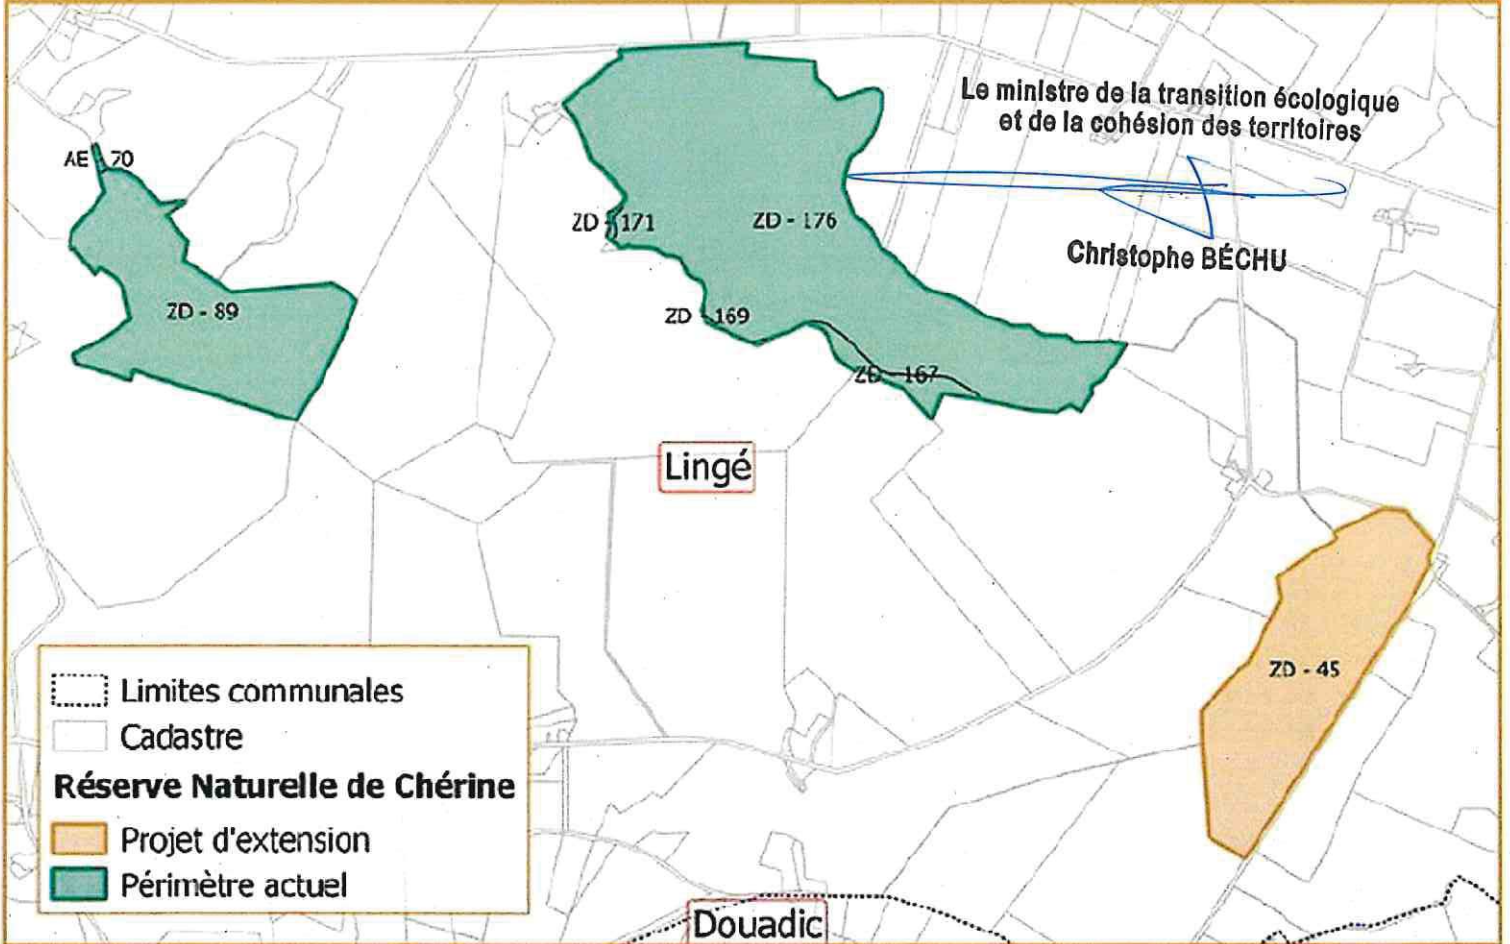 Le ministre de la transition écologique
et de la cohésion des territoires
Christophe BÉCHU
AE - 70
ZD - 171
ZD - 176
ZD - 89
ZD - 169
ZD - 167
Lingé
ZD - 45
Limites communales
Cadastre
Réserve Naturelle de Chérine
Projet d'extension
Périmètre actuel
Douadic